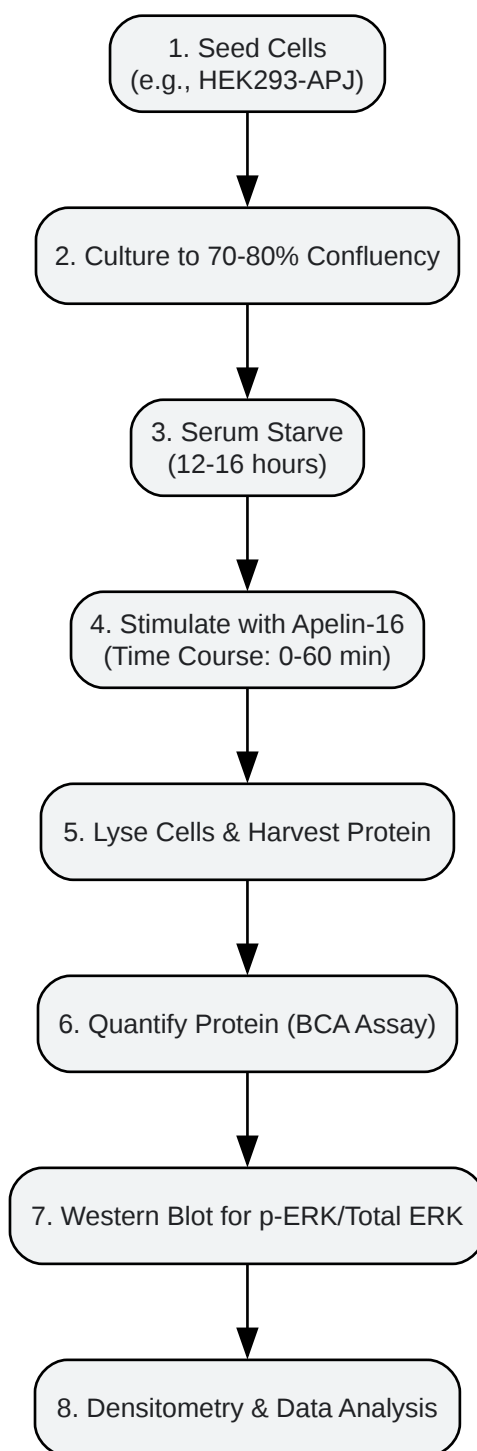 1. Seed Cells
(e.g., HEK293-APJ)
2. Culture to 70-80% Confluency
3. Serum Starve
(12-16 hours)
4. Stimulate with Apelin-16
(Time Course: 0-60 min)
5. Lyse Cells & Harvest Protein
6. Quantify Protein (BCA Assay)
7. Western Blot for p-ERK/Total ERK
8. Densitometry & Data Analysis